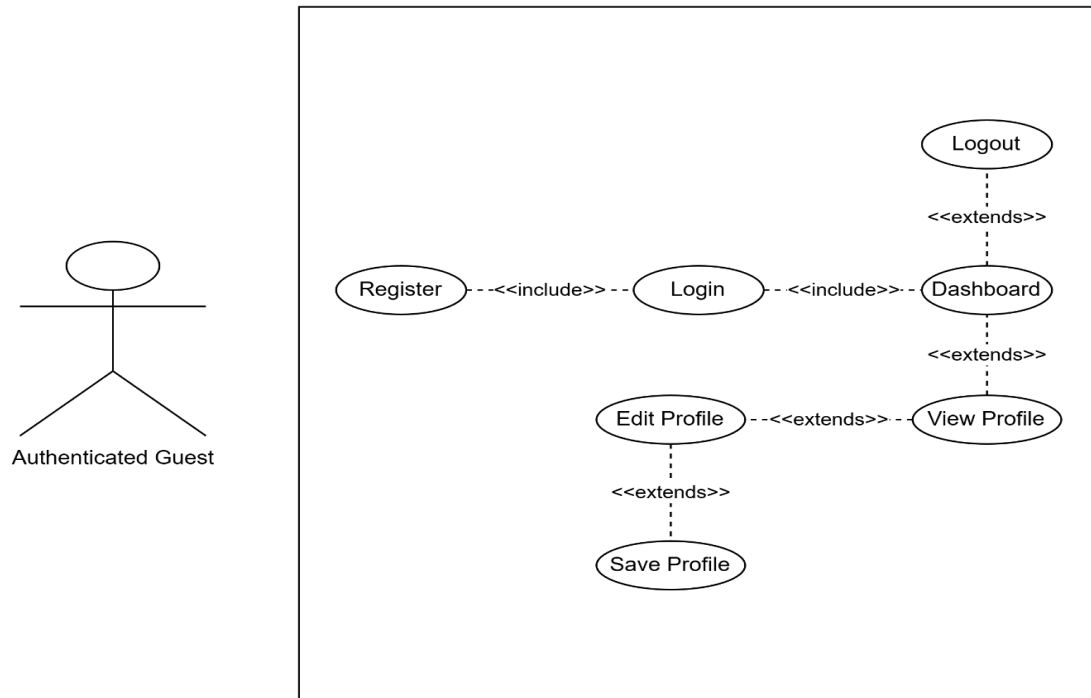 Logout
<<extends>>
Register
<<include>>
Login
<<include>>
Dashboard
<<extends>>
Edit Profile
<<extends>>
View Profile
Authenticated Guest
<<extends>>
Save Profile